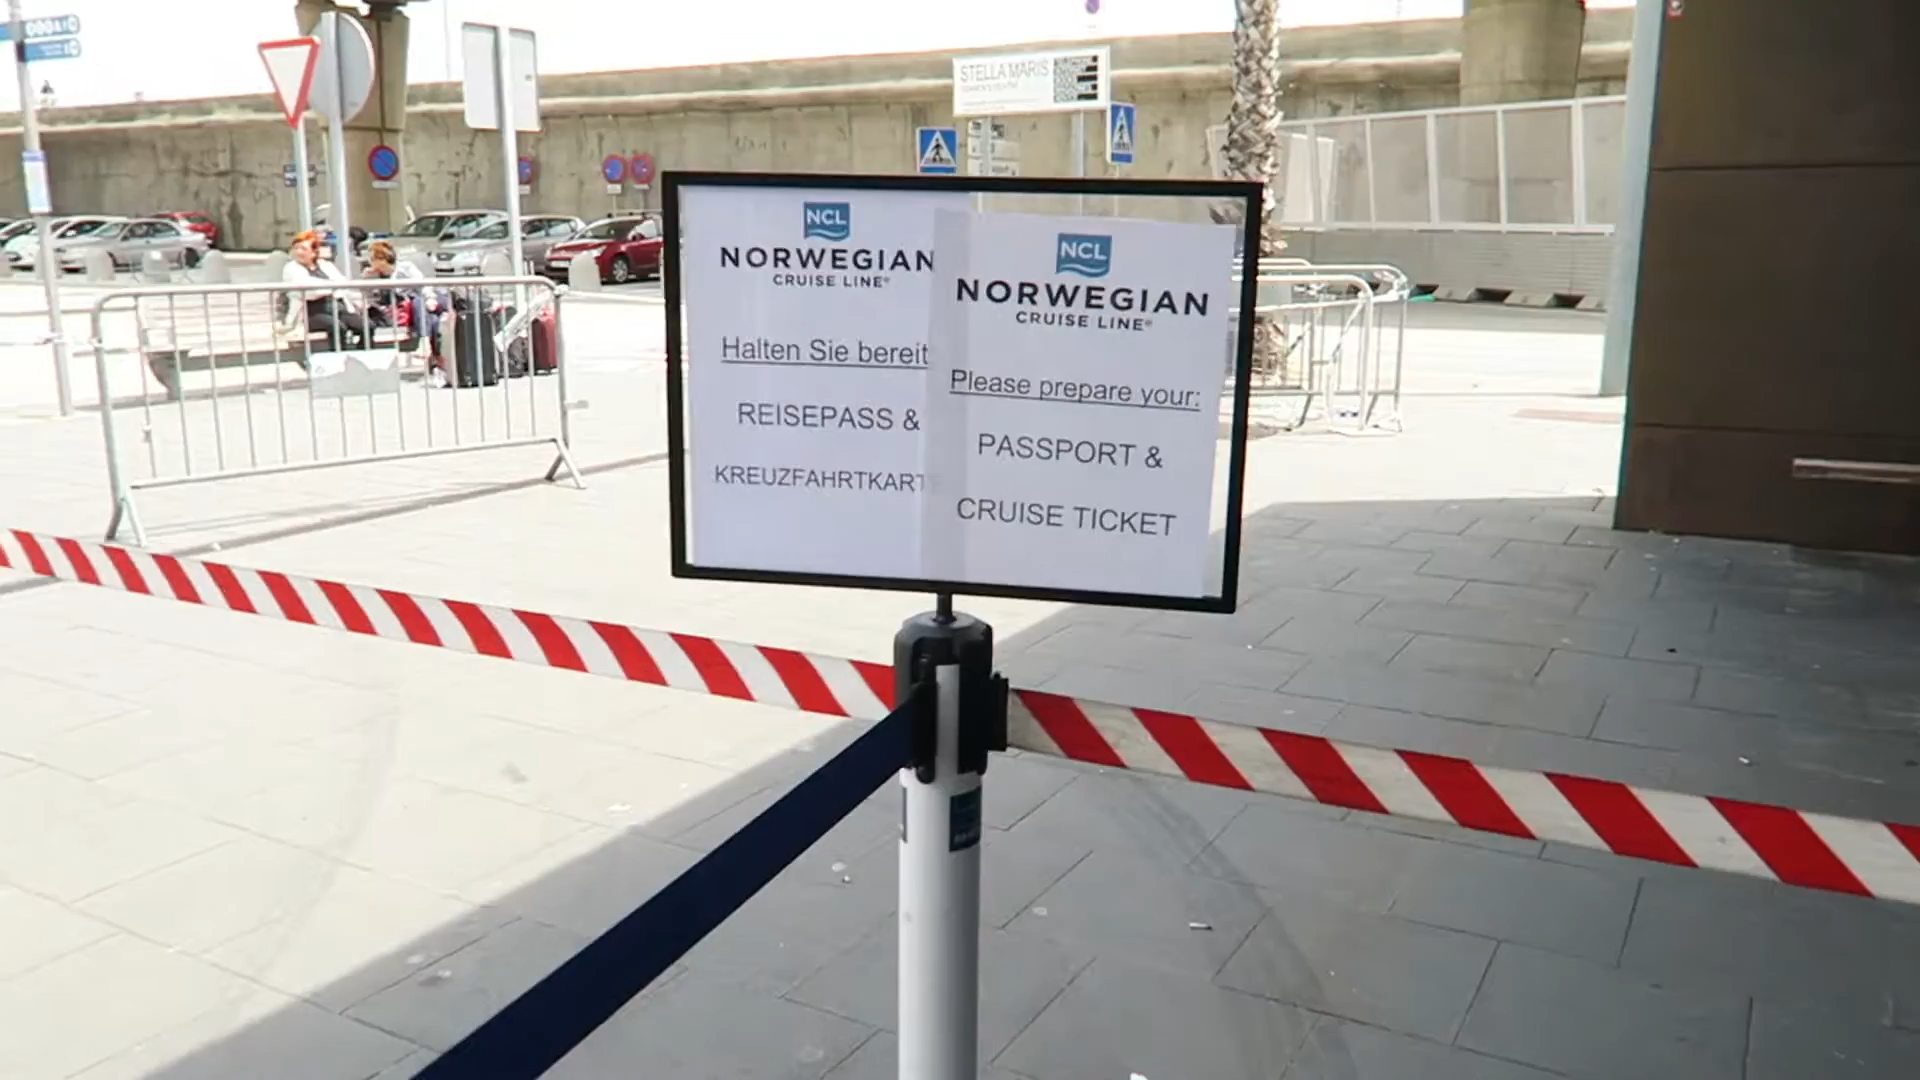 STELLA MARIS
NCL
NORWEGIAN
CRUISE LINE®
Halten Sie bereit
REISEPASS &
KREUZFAHRTKART
NCL
NORWEGIAN
CRUISE LINE®
Please prepare your:
PASSPORT &
CRUISE TICKET